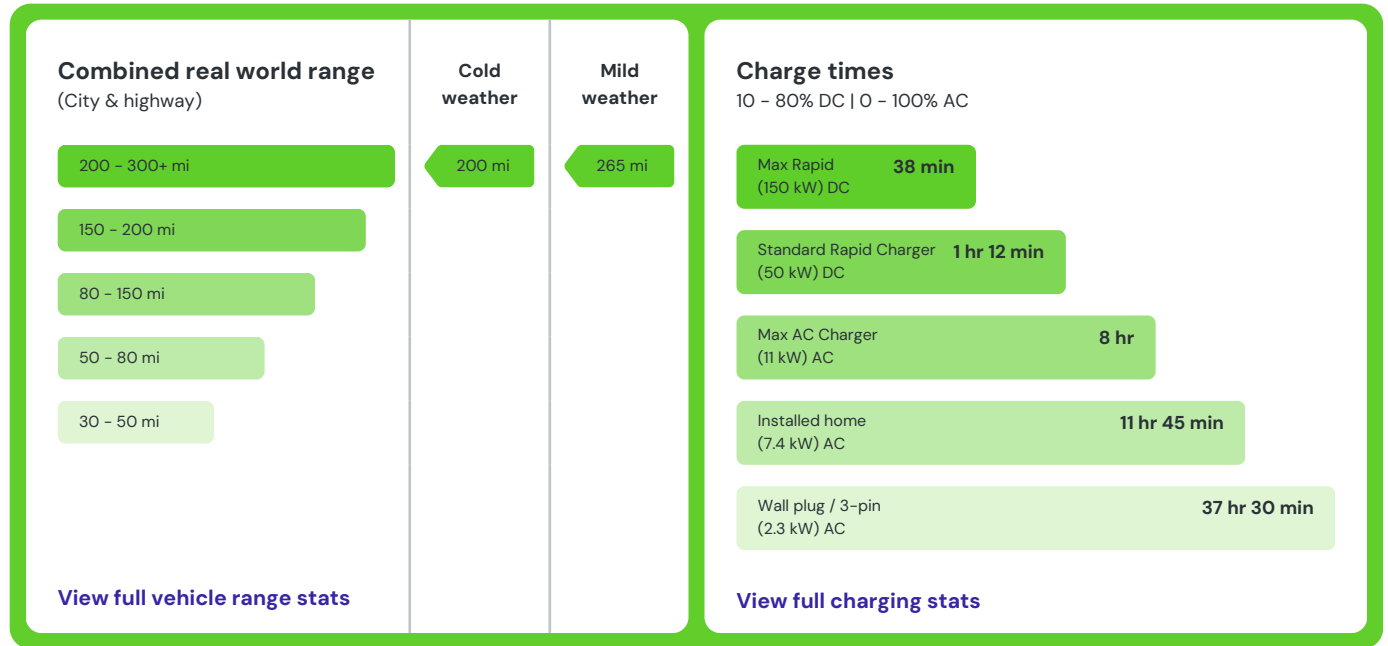 Combined real world range
(City & highway)
Cold
weather
Mild
weather
200 - 300+ mi
200 mi
265 mi
150 - 200 mi
80 - 150 mi
50 - 80 mi
30 - 50 mi
View full vehicle range stats
Charge times
10 - 80% DC | 0 - 100% AC
Max Rapid
(150 kW) DC
38 min
Standard Rapid Charger
(50 kW) DC
1 hr 12 min
Max AC Charger
(11 kW) AC
8 hr
Installed home
(7.4 kW) AC
11 hr 45 min
Wall plug / 3-pin
(2.3 kW) AC
37 hr 30 min
View full charging stats